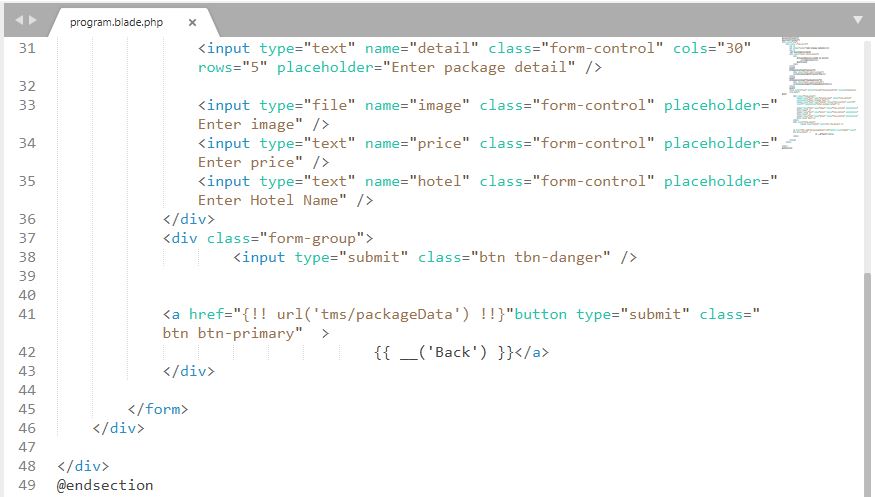 program.blade.php
31 <input type="text" name="detail" class="form-control" cols="30"
rows="5" placeholder="Enter package detail" />
32
33 <input type="file" name="image" class="form-control" placeholder="
Enter image" />
34 <input type="text" name="price" class="form-control" placeholder="
Enter price" />
35 <input type="text" name="hotel" class="form-control" placeholder="
Enter Hotel Name" />
36 </div>
37 <div class="form-group">
38 <input type="submit" class="btn tbn-danger" />
39
40
41 <a href="{!! url('tms/packageData') !!}"button type="submit" class="
btn btn-primary"  >
42 {{ __('Back') }}</a>
43 </div>
44
45 </form>
46 </div>
47
48 </div>
49 @endsection